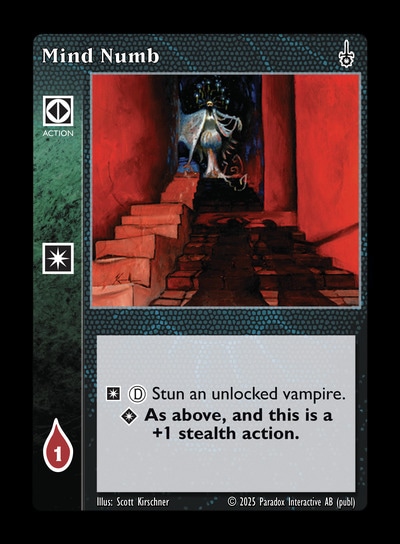 Mind Numb
ACTION
D Stun an unlocked vampire.
As above, and this is a
+1 stealth action.
1
Illus: Scott Kirschner © 2025 Paradox Interactive AB (publ)